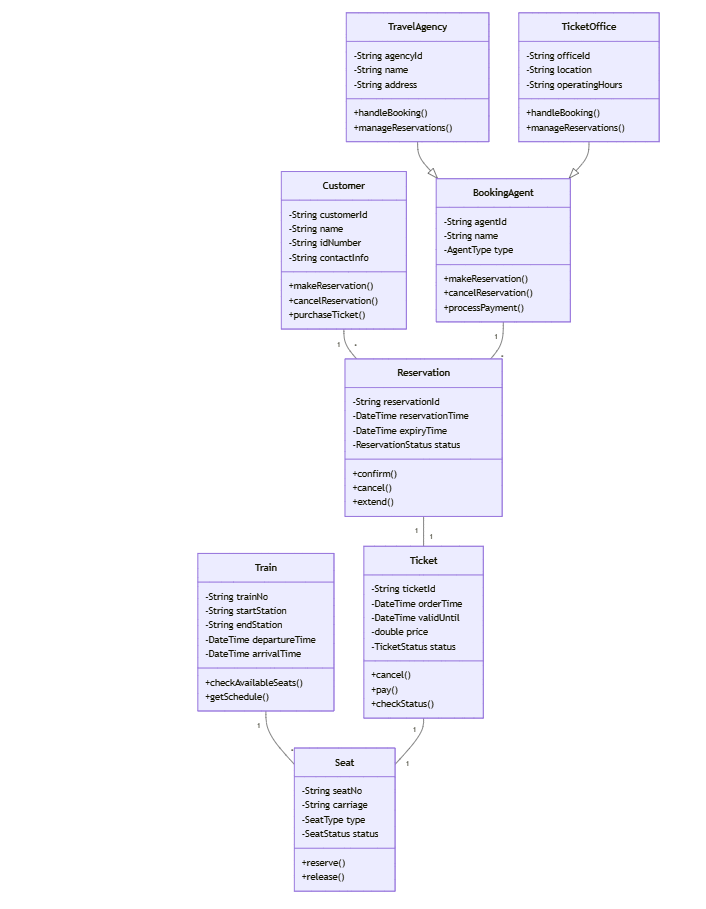 TravelAgency
-String agencyId
-String name
-String address
+handleBooking()
+manageReservations()
TicketOffice
-String officeId
-String location
-String operatingHours
+handleBooking()
+manageReservations()
Customer
-String customerId
-String name
-String idNumber
-String contactInfo
+makeReservation()
+cancelReservation()
+purchaseTicket()
BookingAgent
-String agentId
-String name
-AgentType type
+makeReservation()
+cancelReservation()
+processPayment()
1
*
1
*
Reservation
-String reservationId
-DateTime reservationTime
-DateTime expiryTime
-ReservationStatus status
+confirm()
+cancel()
+extend()
1
1
Train
-String trainNo
-String startStation
-String endStation
-DateTime departureTime
-DateTime arrivalTime
+checkAvailableSeats()
+getSchedule()
Ticket
-String ticketId
-DateTime orderTime
-DateTime validUntil
-double price
-TicketStatus status
+cancel()
+pay()
+checkStatus()
1
*
1
1
Seat
-String seatNo
-String carriage
-SeatType type
-SeatStatus status
+reserve()
+release()